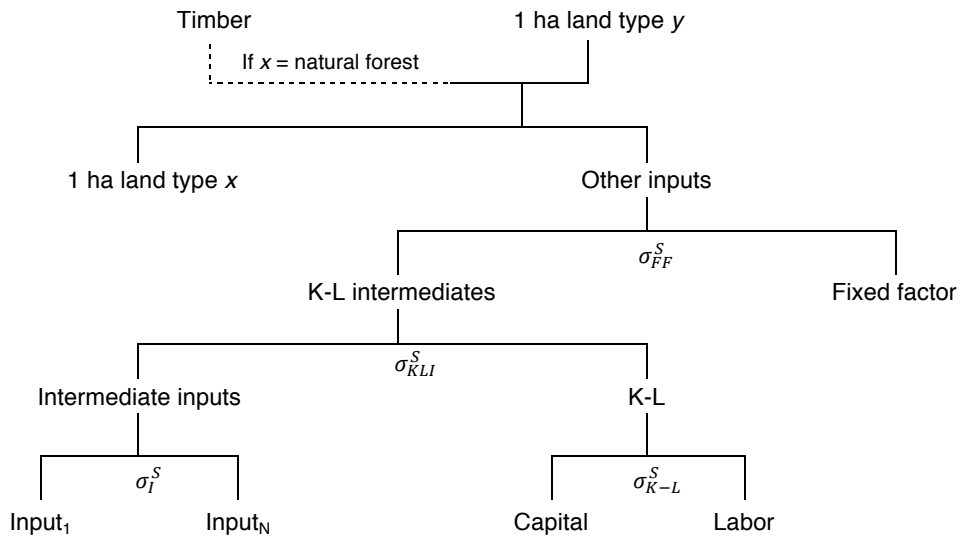 Timber 1 ha land type y
If x = natural forest
1 ha land type x Other inputs
σ^S_FF
K-L intermediates Fixed factor
σ^S_KLI
Intermediate inputs K-L
σ^S_I σ^S_K−L
Input₁ Input_N Capital Labor